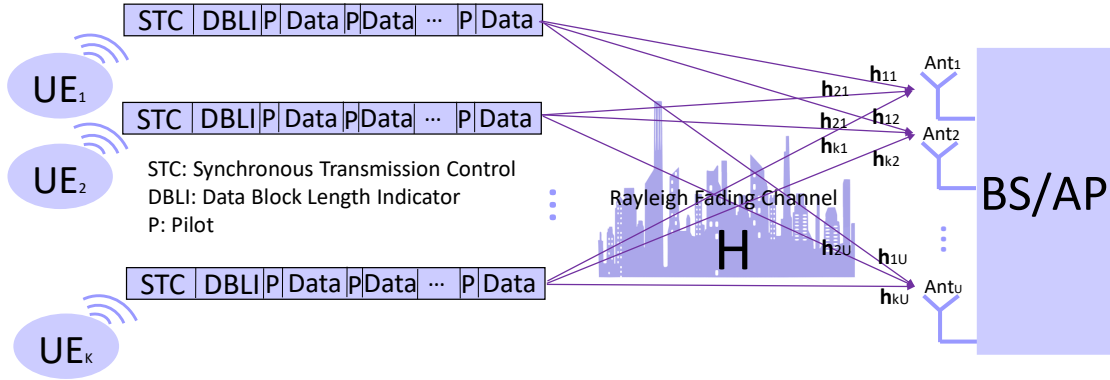 STC DBLI P Data P Data ... P Data
UE1
h11
Ant1
h21
STC DBLI P Data P Data ... P Data
h21 h12
Ant2
hk1
hk2
UE2
STC: Synchronous Transmission Control
DBLI: Data Block Length Indicator
P: Pilot
Rayleigh Fading Channel
H
BS/AP
h2U
h1U
STC DBLI P Data P Data ... P Data
hkU
AntU
UEK